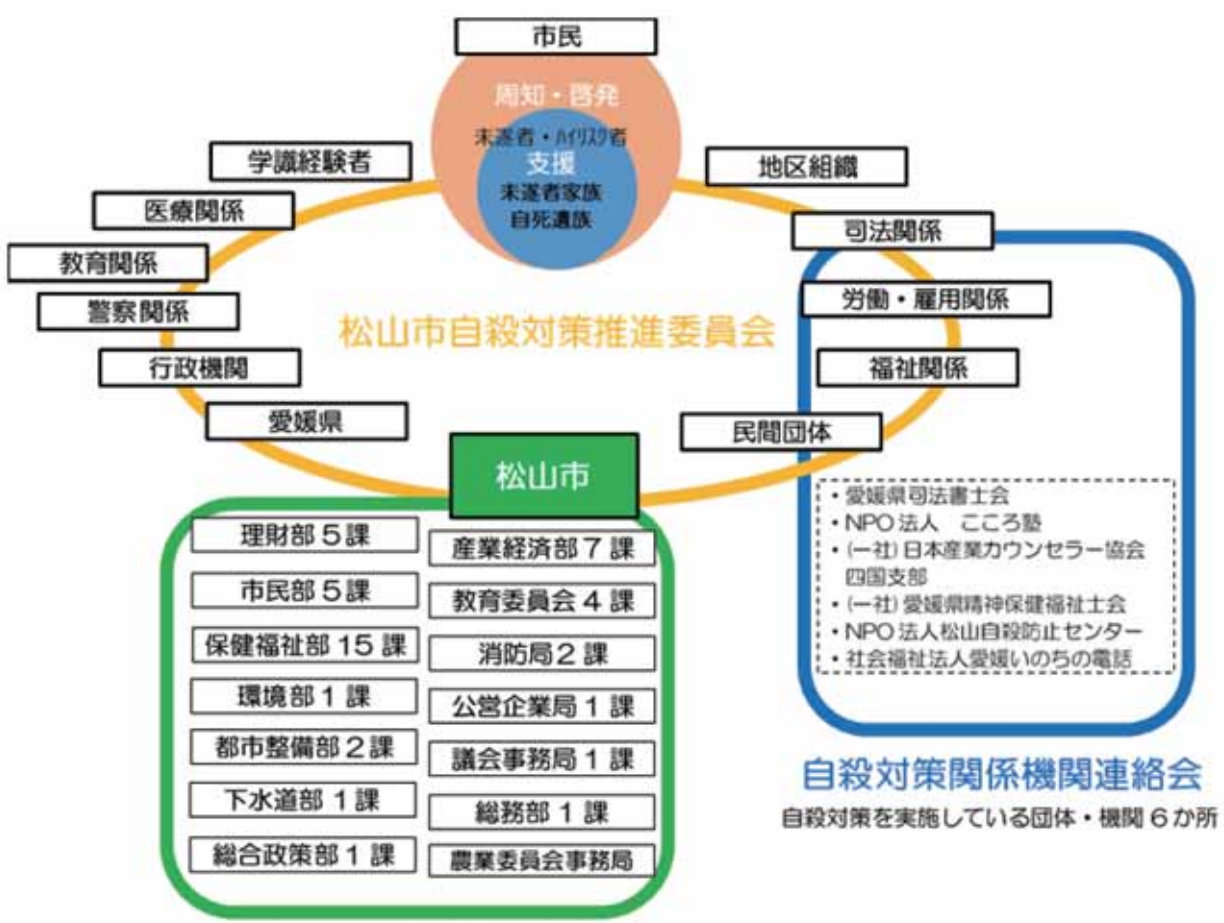 市民
周知・啓発
未遂者・ハイリスク者
支援
未遂者家族
自死遺族
学識経験者
医療関係
教育関係
警察関係
行政機関
愛媛県
地区組織
司法関係
労働・雇用関係
福祉関係
民間団体
松山市自殺対策推進委員会
松山市
理財部5課
市民部5課
保健福祉部15課
環境部1課
都市整備部2課
下水道部1課
総合政策部1課
産業経済部7課
教育委員会4課
消防局2課
公営企業局1課
議会事務局1課
総務部1課
農業委員会事務局
・愛媛県司法書士会
・NPO法人　こころ塾
・(一社)日本産業カウンセラー協会
四国支部
・(一社)愛媛県精神保健福祉士会
・NPO法人松山自殺防止センター
・社会福祉法人愛媛いのちの電話
自殺対策関係機関連絡会
自殺対策を実施している団体・機関6か所